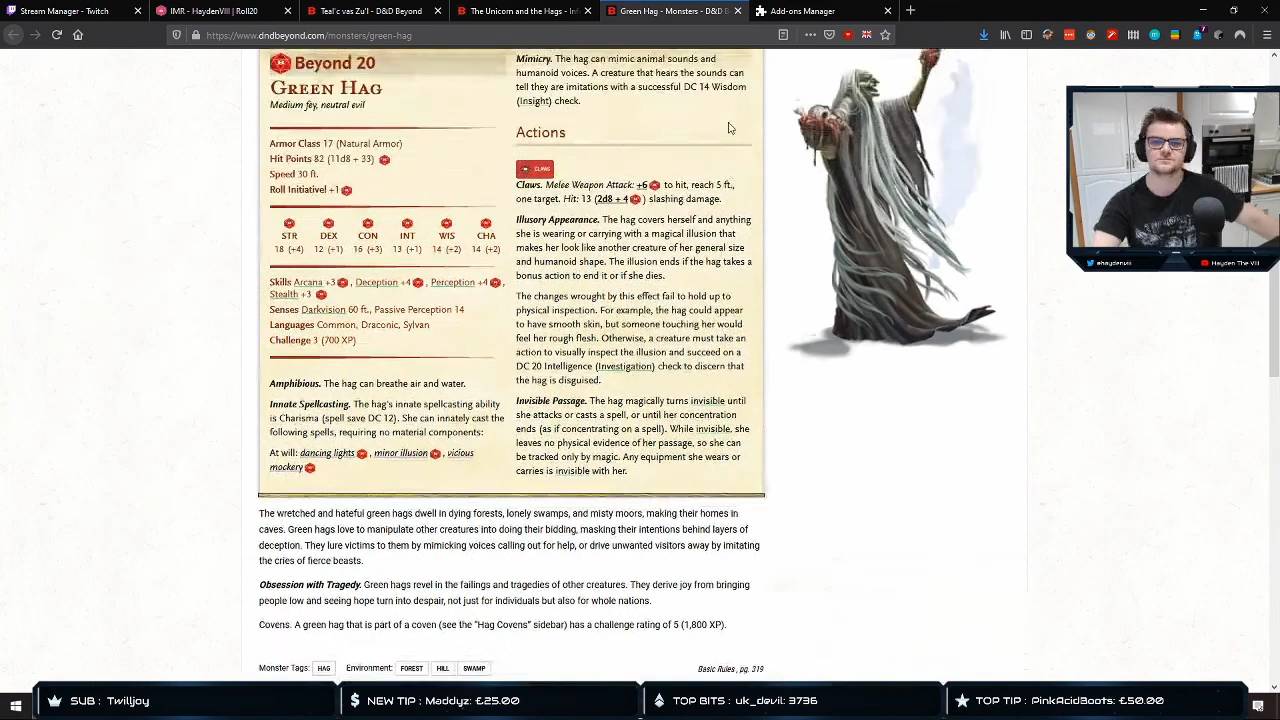 Stream Manager - Twitch
IMR - HaydenVIII | Roll20
Teal'c vas Zu'l - D&D Beyond
The Unicorn and the Hags - Inf
Green Hag - Monsters - D&D B
Add-ons Manager
https://www.dndbeyond.com/monsters/green-hag
Beyond 20
Green Hag
Medium fey, neutral evil
Armor Class 17 (Natural Armor)
Hit Points 82 (11d8 + 33)
Speed 30 ft.
Roll Initiative! +1
STR DEX CON INT WIS CHA
18 (+4) 12 (+1) 16 (+3) 13 (+1) 14 (+2) 14 (+2)
Skills Arcana +3 , Deception +4 , Perception +4 ,
Stealth +3
Senses Darkvision 60 ft., Passive Perception 14
Languages Common, Draconic, Sylvan
Challenge 3 (700 XP)
Amphibious. The hag can breathe air and water.
Innate Spellcasting. The hag's innate spellcasting ability
is Charisma (spell save DC 12). She can innately cast the
following spells, requiring no material components:
At will: dancing lights , minor illusion , vicious
mockery
Mimicry. The hag can mimic animal sounds and
humanoid voices. A creature that hears the sounds can
tell they are imitations with a successful DC 14 Wisdom
(Insight) check.
Actions
CLAWS
Claws. Melee Weapon Attack: +6 to hit, reach 5 ft.,
one target. Hit: 13 (2d8 + 4 ) slashing damage.
Illusory Appearance. The hag covers herself and anything
she is wearing or carrying with a magical illusion that
makes her look like another creature of her general size
and humanoid shape. The illusion ends if the hag takes a
bonus action to end it or if she dies.
The changes wrought by this effect fail to hold up to
physical inspection. For example, the hag could appear
to have smooth skin, but someone touching her would
feel her rough flesh. Otherwise, a creature must take an
action to visually inspect the illusion and succeed on a
DC 20 Intelligence (Investigation) check to discern that
the hag is disguised.
Invisible Passage. The hag magically turns invisible until
she attacks or casts a spell, or until her concentration
ends (as if concentrating on a spell). While invisible, she
leaves no physical evidence of her passage, so she can
be tracked only by magic. Any equipment she wears or
carries is invisible with her.
The wretched and hateful green hags dwell in dying forests, lonely swamps, and misty moors, making their homes in
caves. Green hags love to manipulate other creatures into doing their bidding, masking their intentions behind layers of
deception. They lure victims to them by mimicking voices calling out for help, or drive unwanted visitors away by imitating
the cries of fierce beasts.
Obsession with Tragedy. Green hags revel in the failings and tragedies of other creatures. They derive joy from bringing
people low and seeing hope turn into despair, not just for individuals but also for whole nations.
Covens. A green hag that is part of a coven (see the "Hag Covens" sidebar) has a challenge rating of 5 (1,800 XP).
Monster Tags: HAG Environment: FOREST HILL SWAMP
Basic Rules , pg. 319
ehaydenviii
Hayden The VIII
SUB : Twilljoy
NEW TIP : Maddyz: £25.00
TOP BITS : uk_devil: 3736
TOP TIP : PinkAcidBoots: £50.00